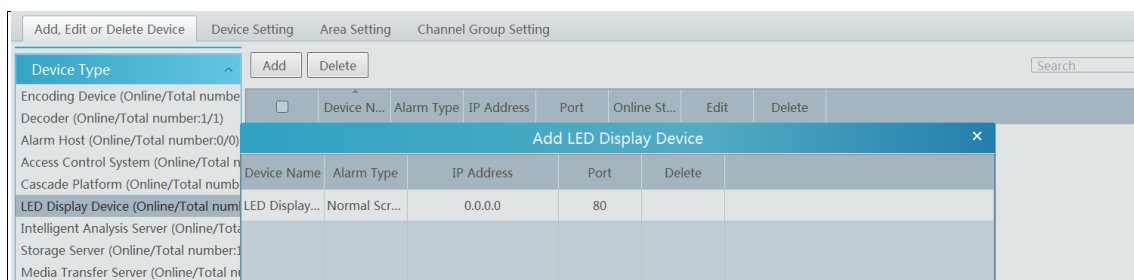 Add, Edit or Delete Device Device Setting Area Setting Channel Group Setting
Device Type
Add Delete Search
Encoding Device (Online/Total numbe
Decoder (Online/Total number:1/1)
Alarm Host (Online/Total number:0/0)
Access Control System (Online/Total n
Cascade Platform (Online/Total numb
LED Display Device (Online/Total num
Intelligent Analysis Server (Online/Tota
Storage Server (Online/Total number:1
Media Transfer Server (Online/Total nu
Device N... Alarm Type IP Address Port Online St... Edit Delete
Add LED Display Device
Device Name Alarm Type IP Address Port Delete
LED Display... Normal Scr... 0.0.0.0 80